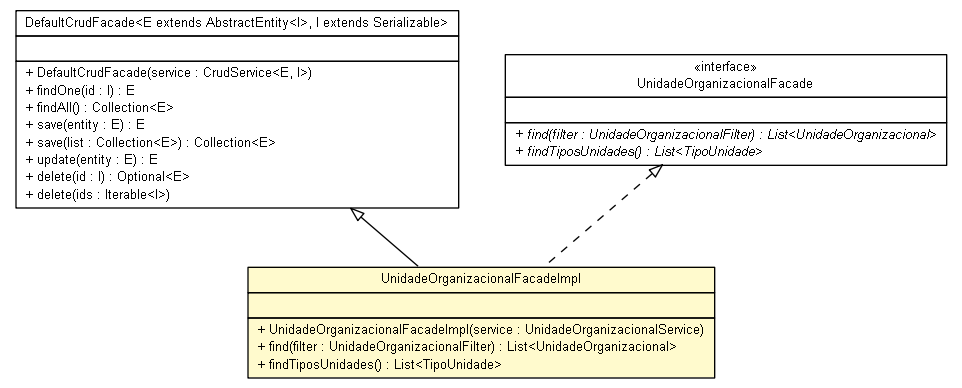 DefaultCrudFacade<E extends AbstractEntity<I>, I extends Serializable>
+ DefaultCrudFacade(service : CrudService<E, I>)
+ findOne(id : I) : E
+ findAll() : Collection<E>
+ save(entity : E) : E
+ save(list : Collection<E>) : Collection<E>
+ update(entity : E) : E
+ delete(id : I) : Optional<E>
+ delete(ids : Iterable<I>)
«interface»
UnidadeOrganizacionalFacade
+ find(filter : UnidadeOrganizacionalFilter) : List<UnidadeOrganizacional>
+ findTiposUnidades() : List<TipoUnidade>
UnidadeOrganizacionalFacadeImpl
+ UnidadeOrganizacionalFacadeImpl(service : UnidadeOrganizacionalService)
+ find(filter : UnidadeOrganizacionalFilter) : List<UnidadeOrganizacional>
+ findTiposUnidades() : List<TipoUnidade>